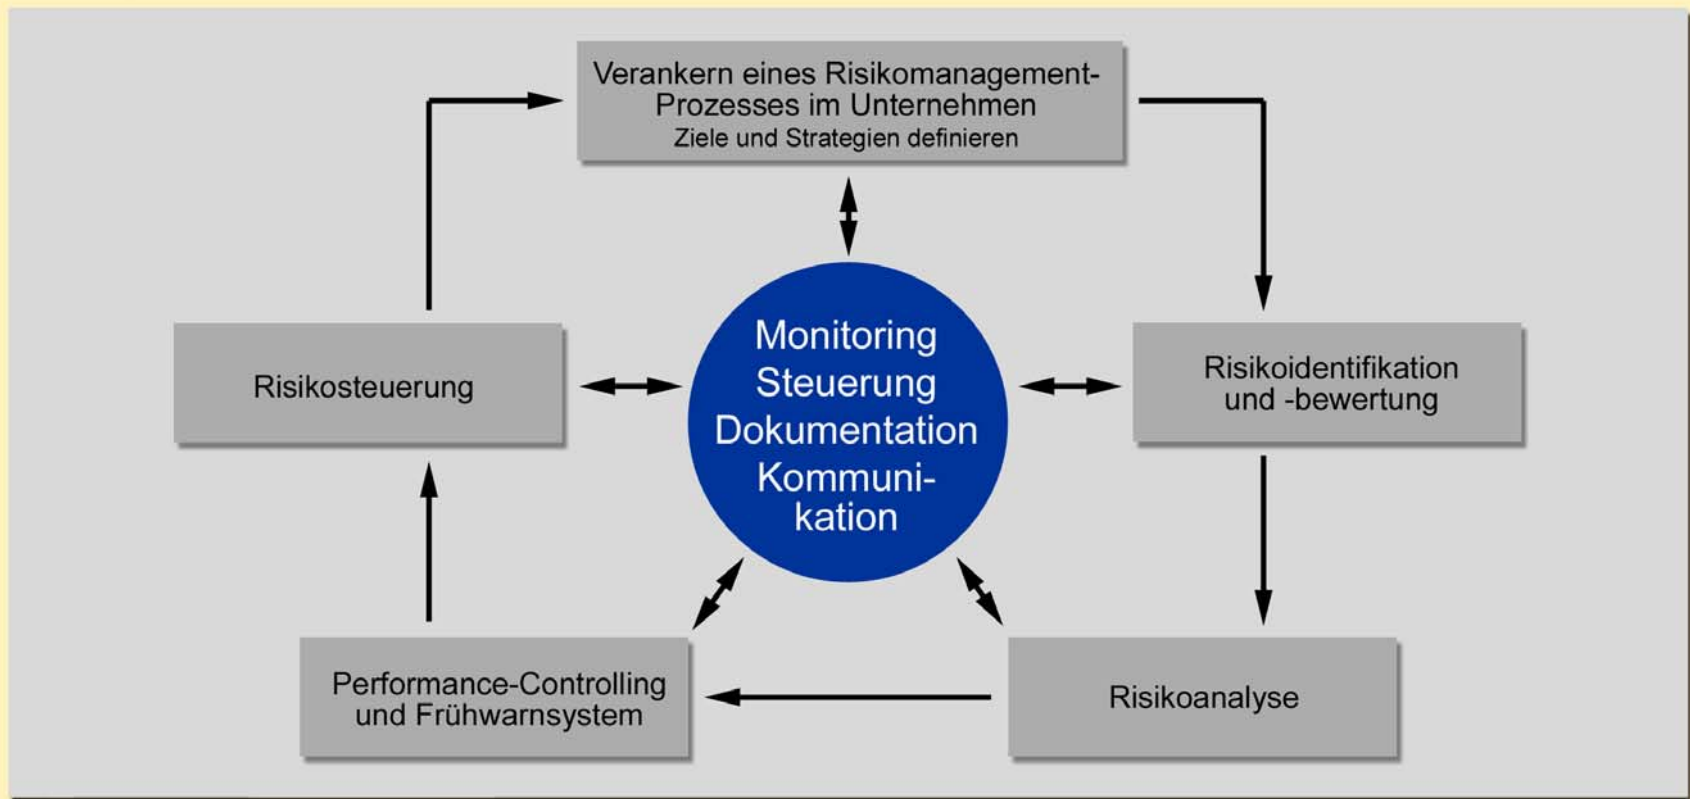 Verankern eines Risikomanagement-
Prozesses im Unternehmen
Ziele und Strategien definieren
Monitoring
Steuerung
Dokumentation
Kommuni-
kation
Risikosteuerung
Risikoidentifikation
und -bewertung
Performance-Controlling
und Frühwarnsystem
Risikoanalyse